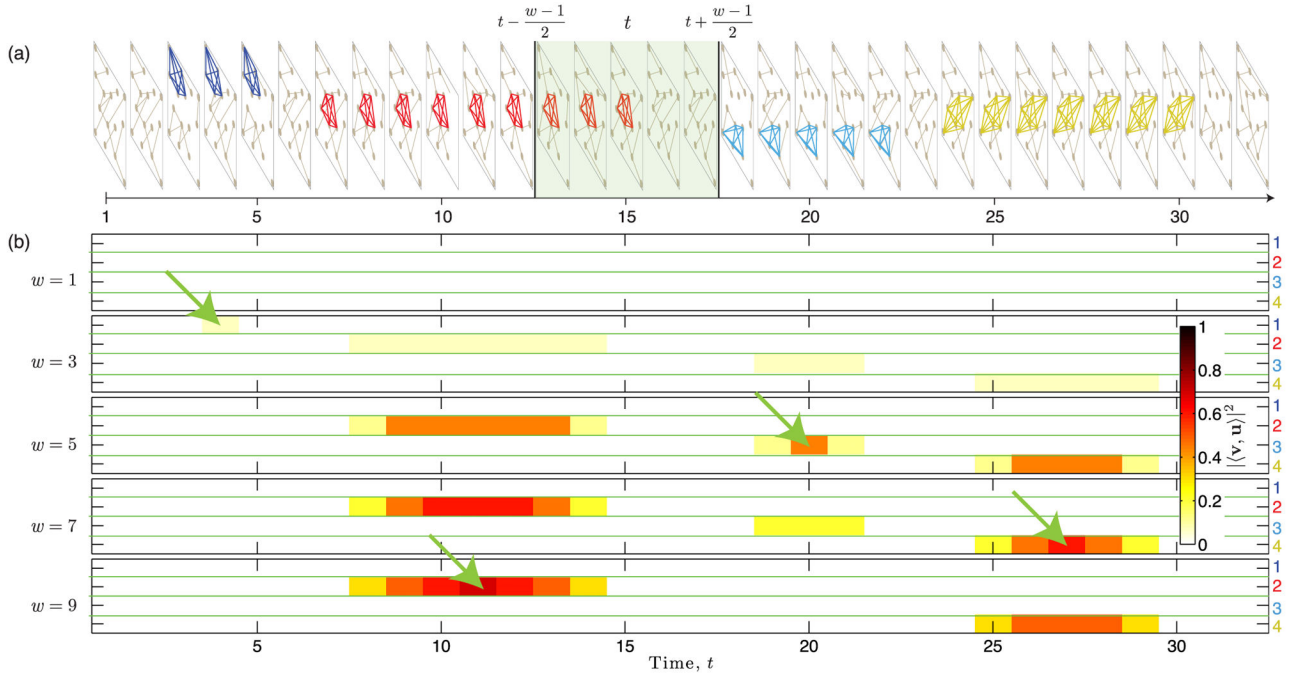 t − (w − 1)/2    t    t + (w − 1)/2
(a)
1 5 10 15 20 25 30
(b)
w = 1 1 2 3 4
w = 3 1 2 3 4
w = 5 1 2 3 4
w = 7 1 2 3 4
w = 9 1 2 3 4
1
0.8
0.6
0.4
0.2
0
|⟨v, u⟩|²
5 10 15 20 25 30
Time, t